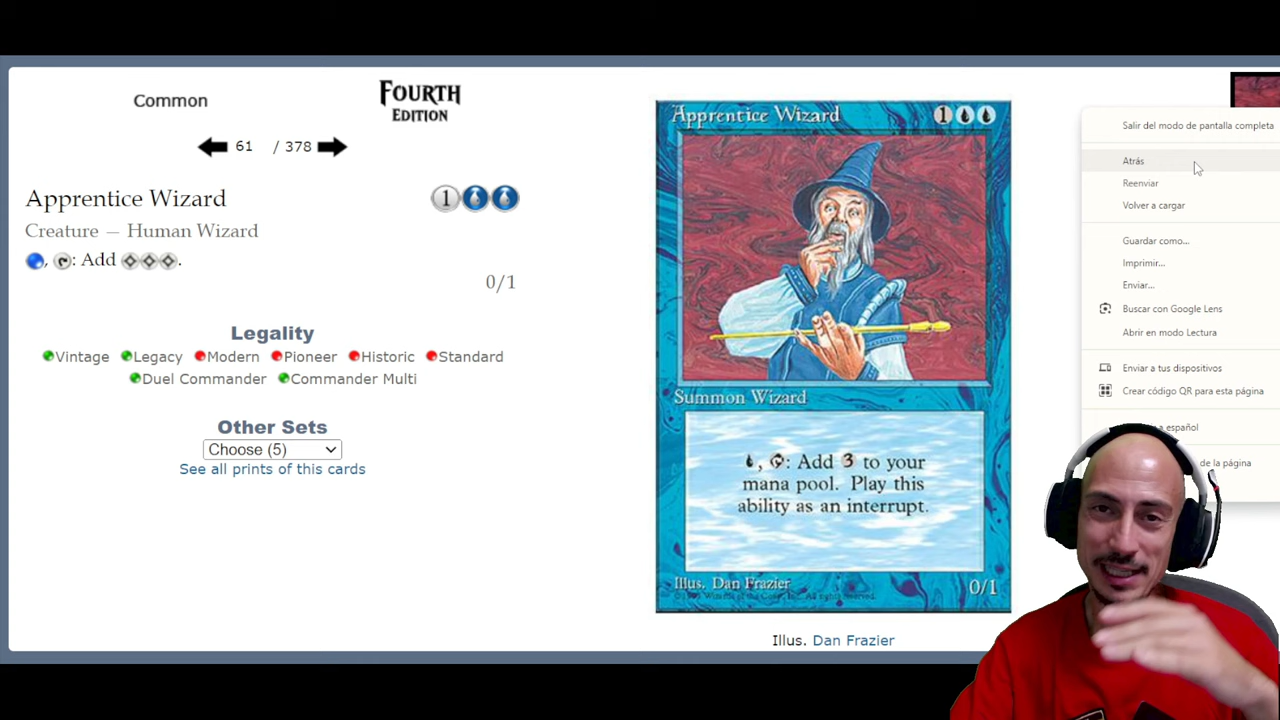 Common
FOURTH
EDITION
61 / 378
Apprentice Wizard 1
Creature — Human Wizard
, : Add .
0/1
Legality
Vintage Legacy Modern Pioneer Historic Standard
Duel Commander Commander Multi
Other Sets
Choose (5)
See all prints of this cards
Apprentice Wizard 1
Summon Wizard
, : Add 3 to your
mana pool. Play this
ability as an interrupt.
Illus. Dan Frazier
0/1
Illus. Dan Frazier
Salir del modo de pantalla completa
Atrás
Reenviar
Volver a cargar
Guardar como...
Imprimir...
Enviar...
Buscar con Google Lens
Abrir en modo Lectura
Enviar a tus dispositivos
Crear código QR para esta página
a español
de la página